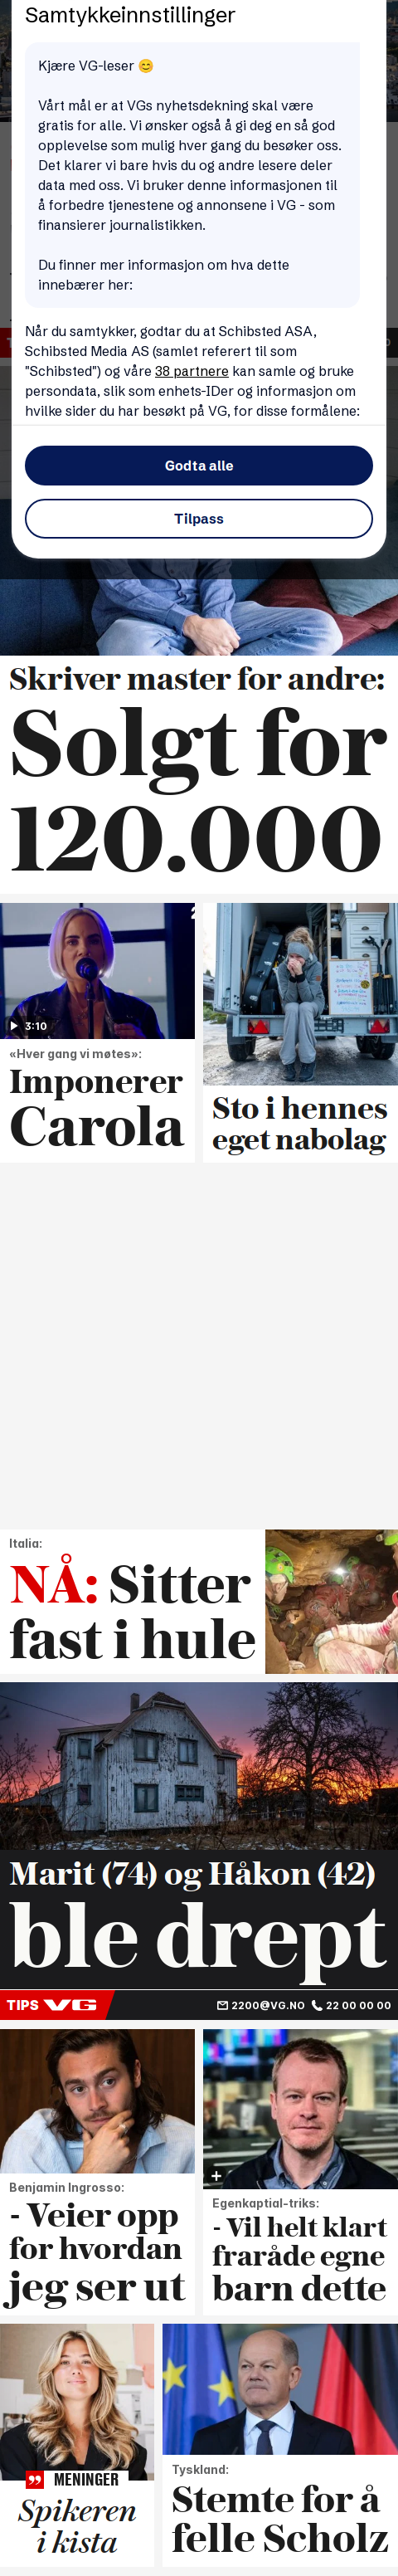 Samtykkeinnstillinger
Kjære VG-leser 😊
Vårt mål er at VGs nyhetsdekning skal være
gratis for alle. Vi ønsker også å gi deg en så god
opplevelse som mulig hver gang du besøker oss.
Det klarer vi bare hvis du og andre lesere deler
data med oss. Vi bruker denne informasjonen til
å forbedre tjenestene og annonsene i VG - som
finansierer journalistikken.
Du finner mer informasjon om hva dette
innebærer her:
Når du samtykker, godtar du at Schibsted ASA,
Schibsted Media AS (samlet referert til som
"Schibsted") og våre 38 partnere kan samle og bruke
persondata, slik som enhets-IDer og informasjon om
hvilke sider du har besøkt på VG, for disse formålene:
Godta alle
Tilpass
Skriver master for andre:
Solgt for
120.000
3:10
«Hver gang vi møtes»:
Imponerer
Carola
Sto i hennes
eget nabolag
Italia:
NÅ: Sitter
fast i hule
Marit (74) og Håkon (42)
ble drept
TIPS VG 2200@VG.NO 22 00 00 00
Benjamin Ingrosso:
- Veier opp
for hvordan
jeg ser ut
Egenkaptial-triks:
- Vil helt klart
fraråde egne
barn dette
MENINGER
Spikeren
i kista
Tyskland:
Stemte for å
felle Scholz